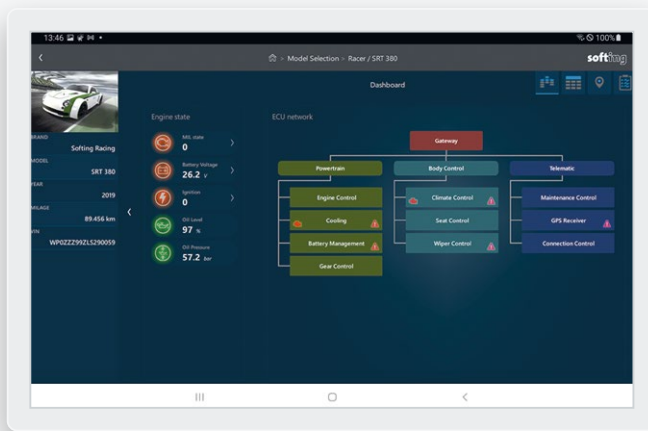 13:46
100%
Model Selection > Racer / SRT 380
softing
Dashboard
BRAND
Softing Racing
MODEL
SRT 380
YEAR
2019
MILAGE
89.456 km
VIN
WP0ZZZ99ZLS290059
Engine state
MIL state
0
Battery Voltage
26.2 V
Ignition
0
Oil Level
97 %
Oil Pressure
57.2 bar
ECU network
Gateway
Powertrain
Body Control
Telematic
Engine Control
Climate Control
Maintenance Control
Cooling
Seat Control
GPS Receiver
Battery Management
Wiper Control
Connection Control
Gear Control